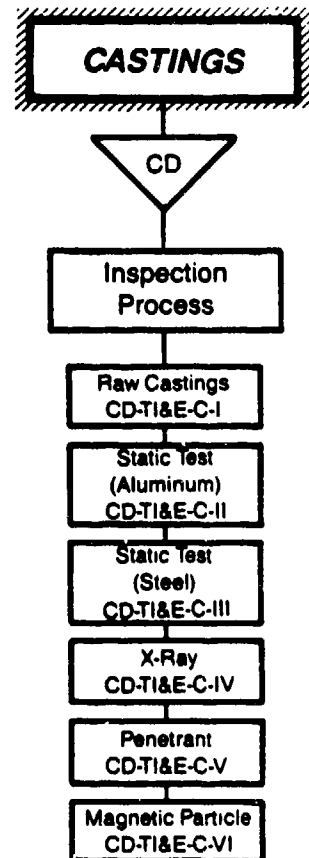 CASTINGS
CD
Inspection
Process
Raw Castings
CD-TI&E-C-I
Static Test
(Aluminum)
CD-TI&E-C-II
Static Test
(Steel)
CD-TI&E-C-III
X-Ray
CD-TI&E-C-IV
Penetrant
CD-TI&E-C-V
Magnetic Particle
CD-TI&E-C-VI